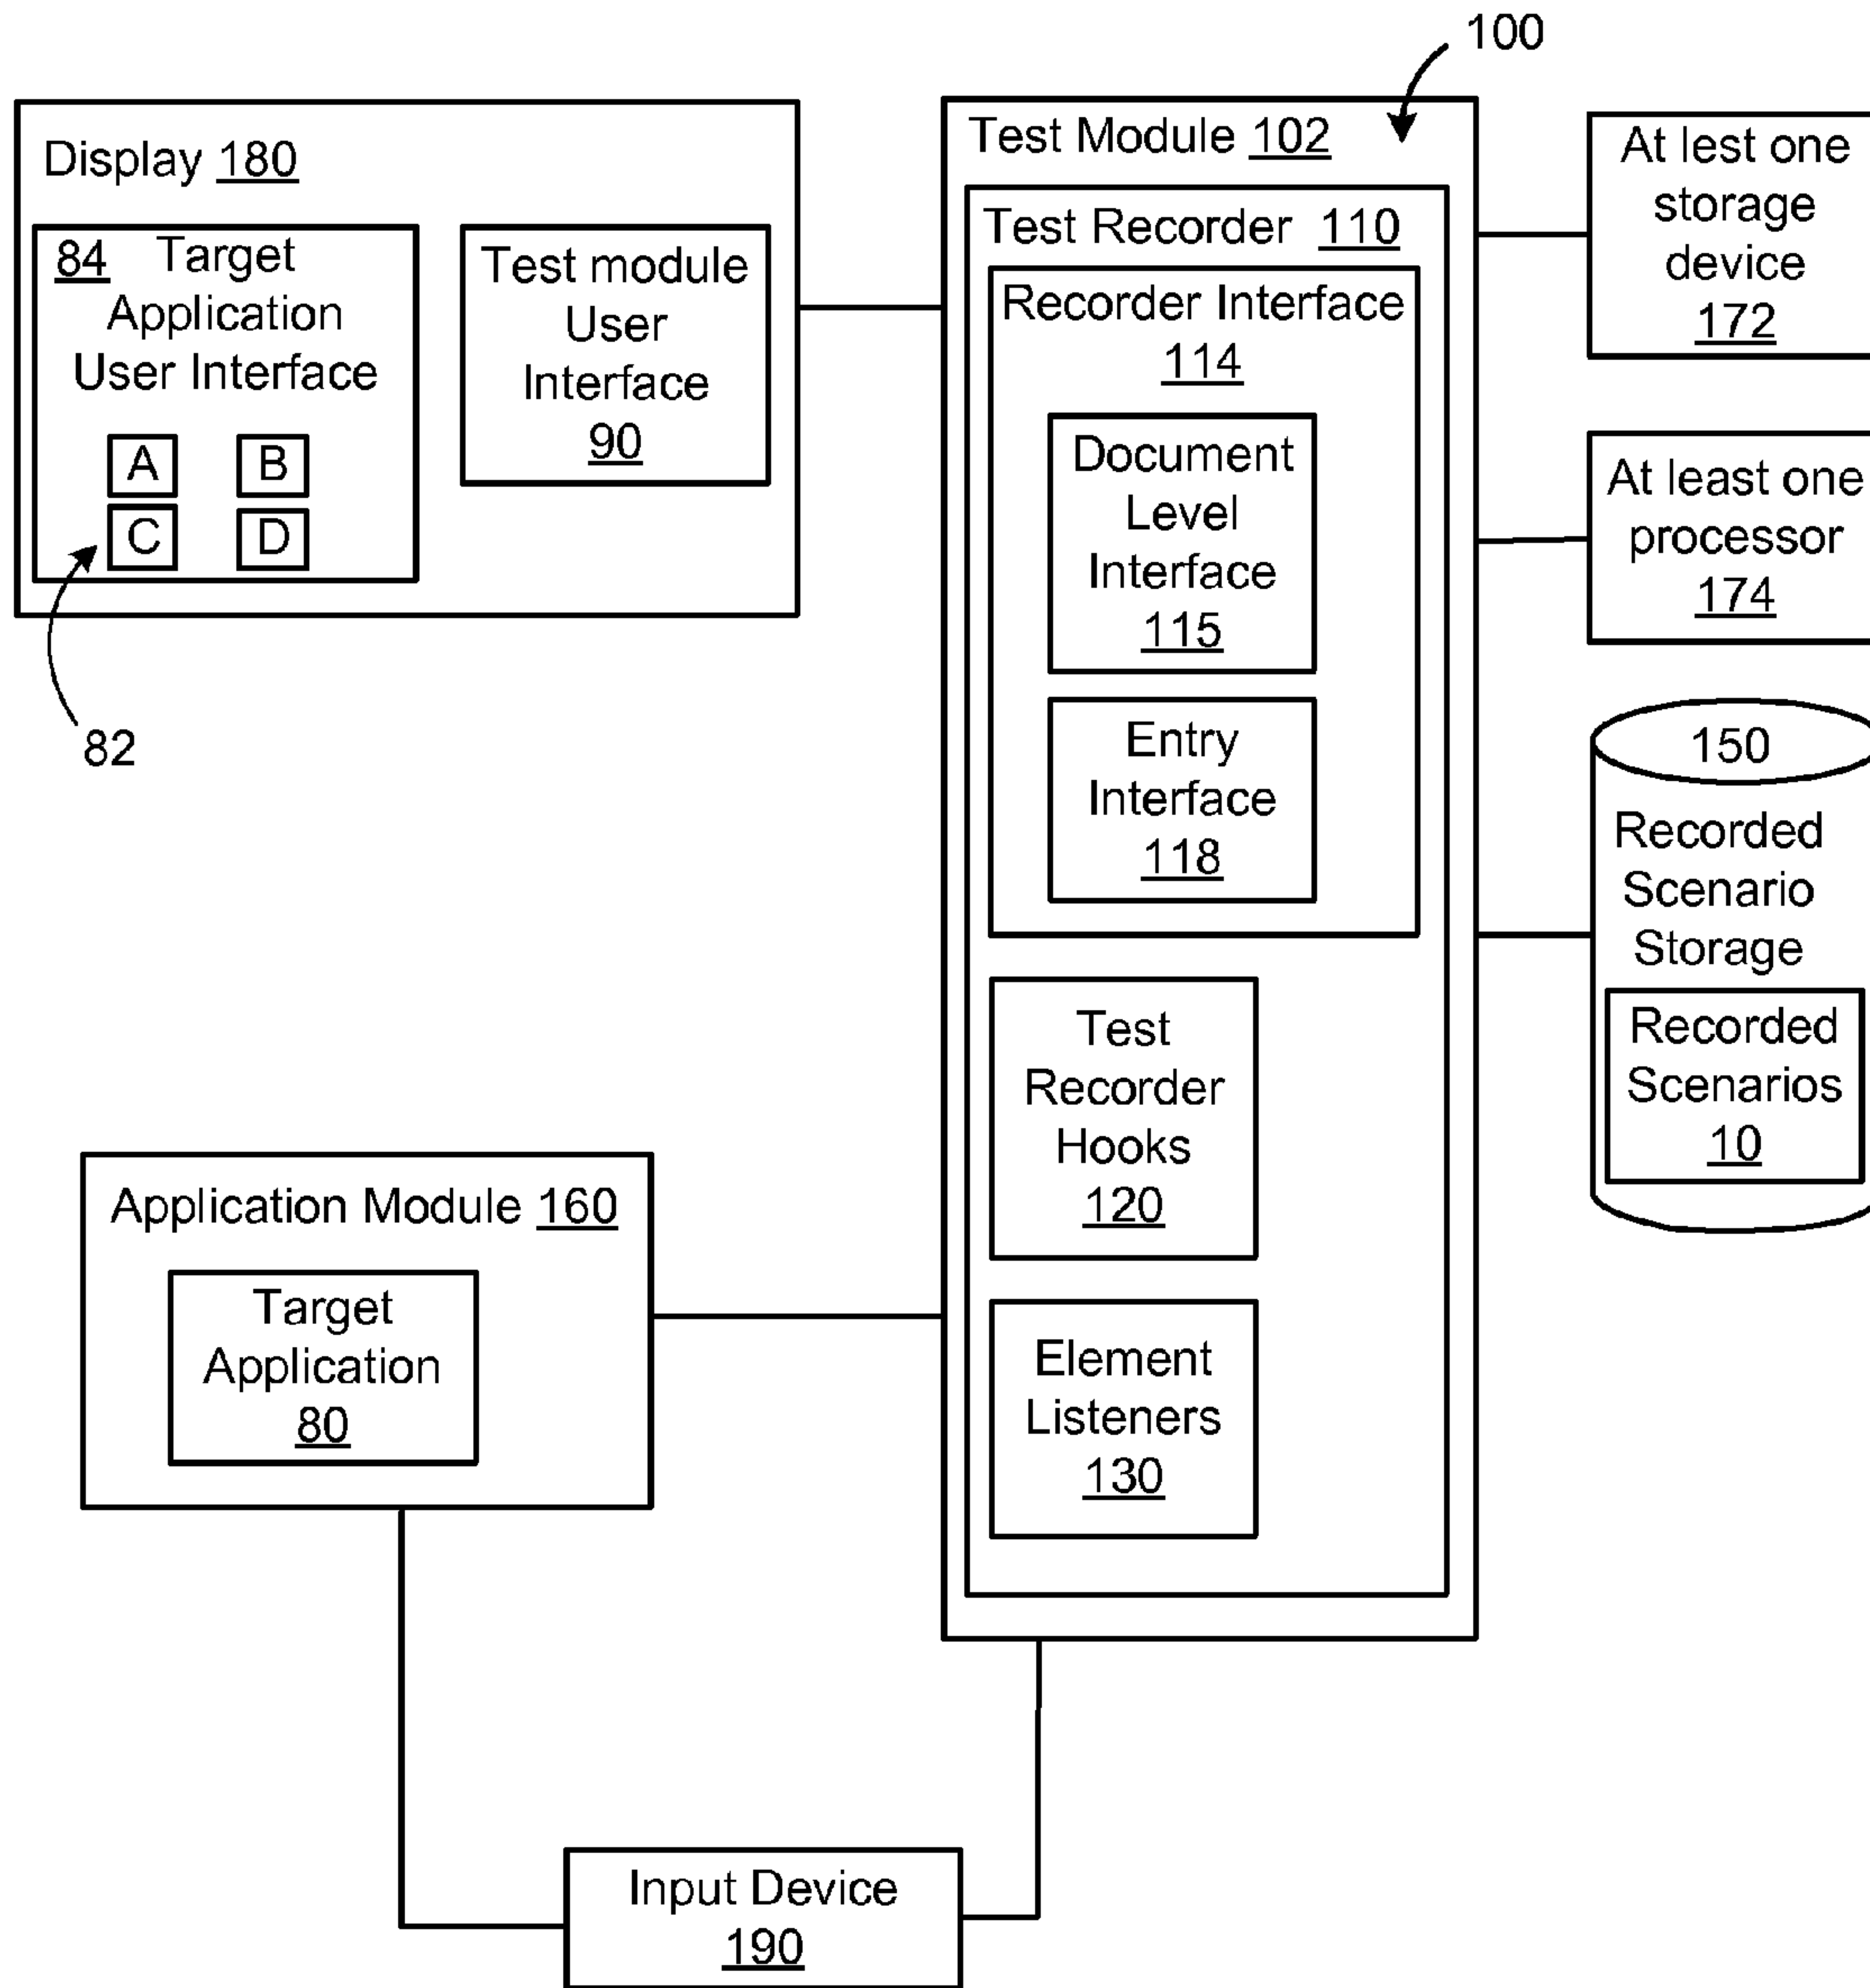 100
Display 180
84 Target
Application
User Interface
A
B
C
D
82
Test module
User
Interface
90
Test Module 102
Test Recorder 110
Recorder Interface
114
Document
Level
Interface
115
Entry
Interface
118
Test
Recorder
Hooks
120
Element
Listeners
130
At lest one
storage
device
172
At least one
processor
174
150
Recorded
Scenario
Storage
Recorded
Scenarios
10
Application Module 160
Target
Application
80
Input Device
190